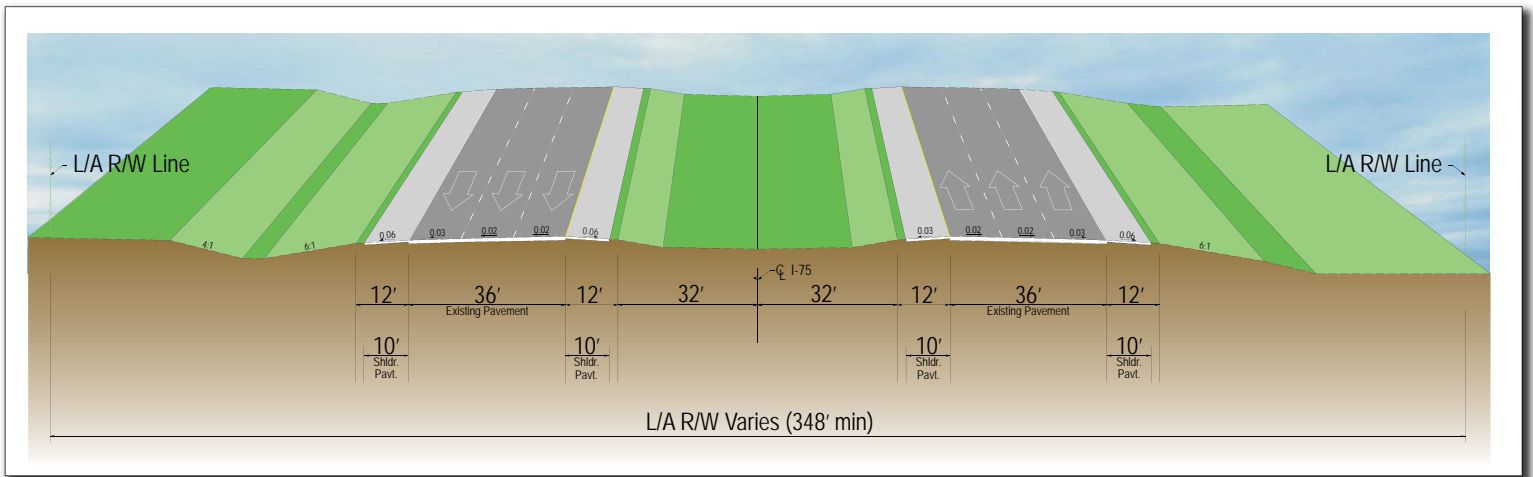 L/A R/W Line
L/A R/W Line
4:1
6:1
0.06
0.03
0.02
0.02
0.06
0.03
0.02
0.02
0.03
0.06
6:1
℄ I-75
12'
36'
12'
32'
32'
12'
36'
12'
Existing Pavement
Existing Pavement
10'
10'
10'
10'
Shldr.
Pavt.
Shldr.
Pavt.
Shldr.
Pavt.
Shldr.
Pavt.
L/A R/W Varies (348' min)